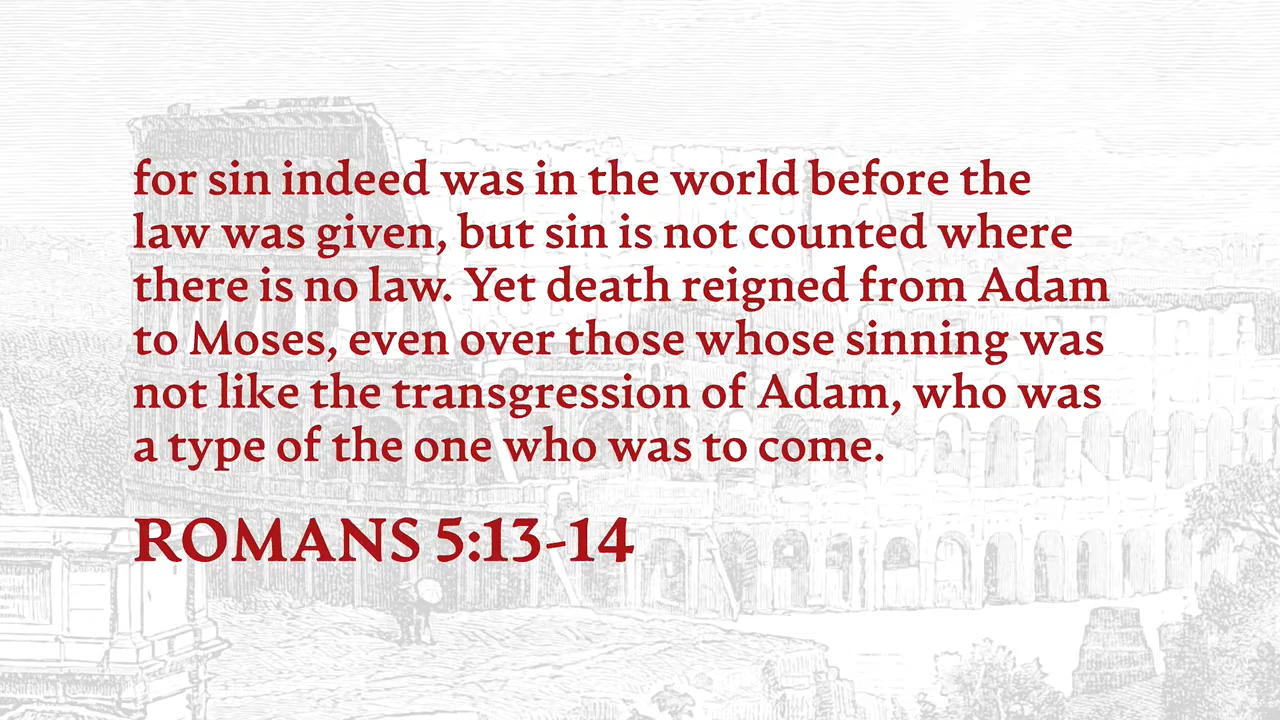 for sin indeed was in the world before the
law was given, but sin is not counted where
there is no law. Yet death reigned from Adam
to Moses, even over those whose sinning was
not like the transgression of Adam, who was
a type of the one who was to come.
ROMANS 5:13-14